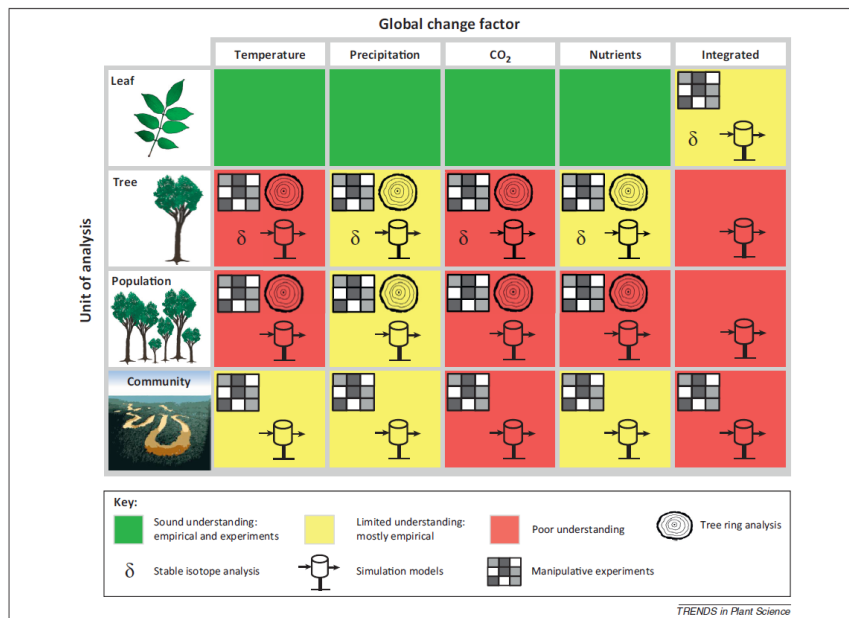 Global change factor
Temperature
Precipitation
CO₂
Nutrients
Integrated
Unit of analysis
Leaf
δ
Tree
δ
δ
δ
δ
Population
Community
Key:
Sound understanding:
empirical and experiments
Limited understanding:
mostly empirical
Poor understanding
Tree ring analysis
δ
Stable isotope analysis
Simulation models
Manipulative experiments
TRENDS in Plant Science